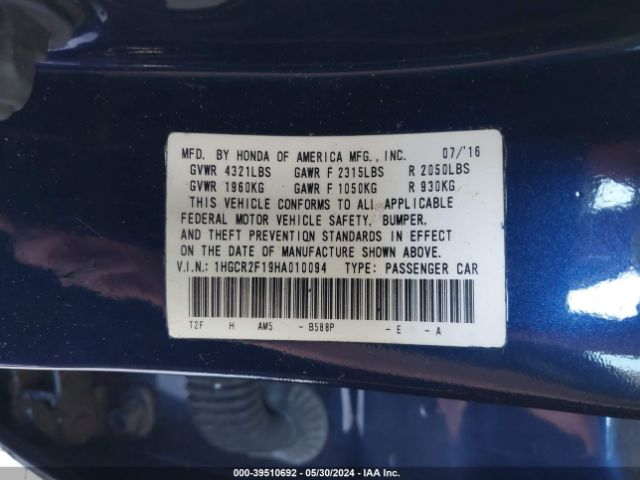 MFD. BY HONDA OF AMERICA MFG., INC. 07/'16
GVWR 4321LBS GAWR F 2315LBS R 2050LBS
GVWR 1960KG GAWR F 1050KG R 930KG
THIS VEHICLE CONFORMS TO ALL APPLICABLE
FEDERAL MOTOR VEHICLE SAFETY, BUMPER,
AND THEFT PREVENTION STANDARDS IN EFFECT
ON THE DATE OF MANUFACTURE SHOWN ABOVE.
V.I.N.: 1HGCR2F19HA010094 TYPE: PASSENGER CAR
T2F H AM5 - B588P - E - A
000-39510692 - 05/30/2024 - IAA Inc.